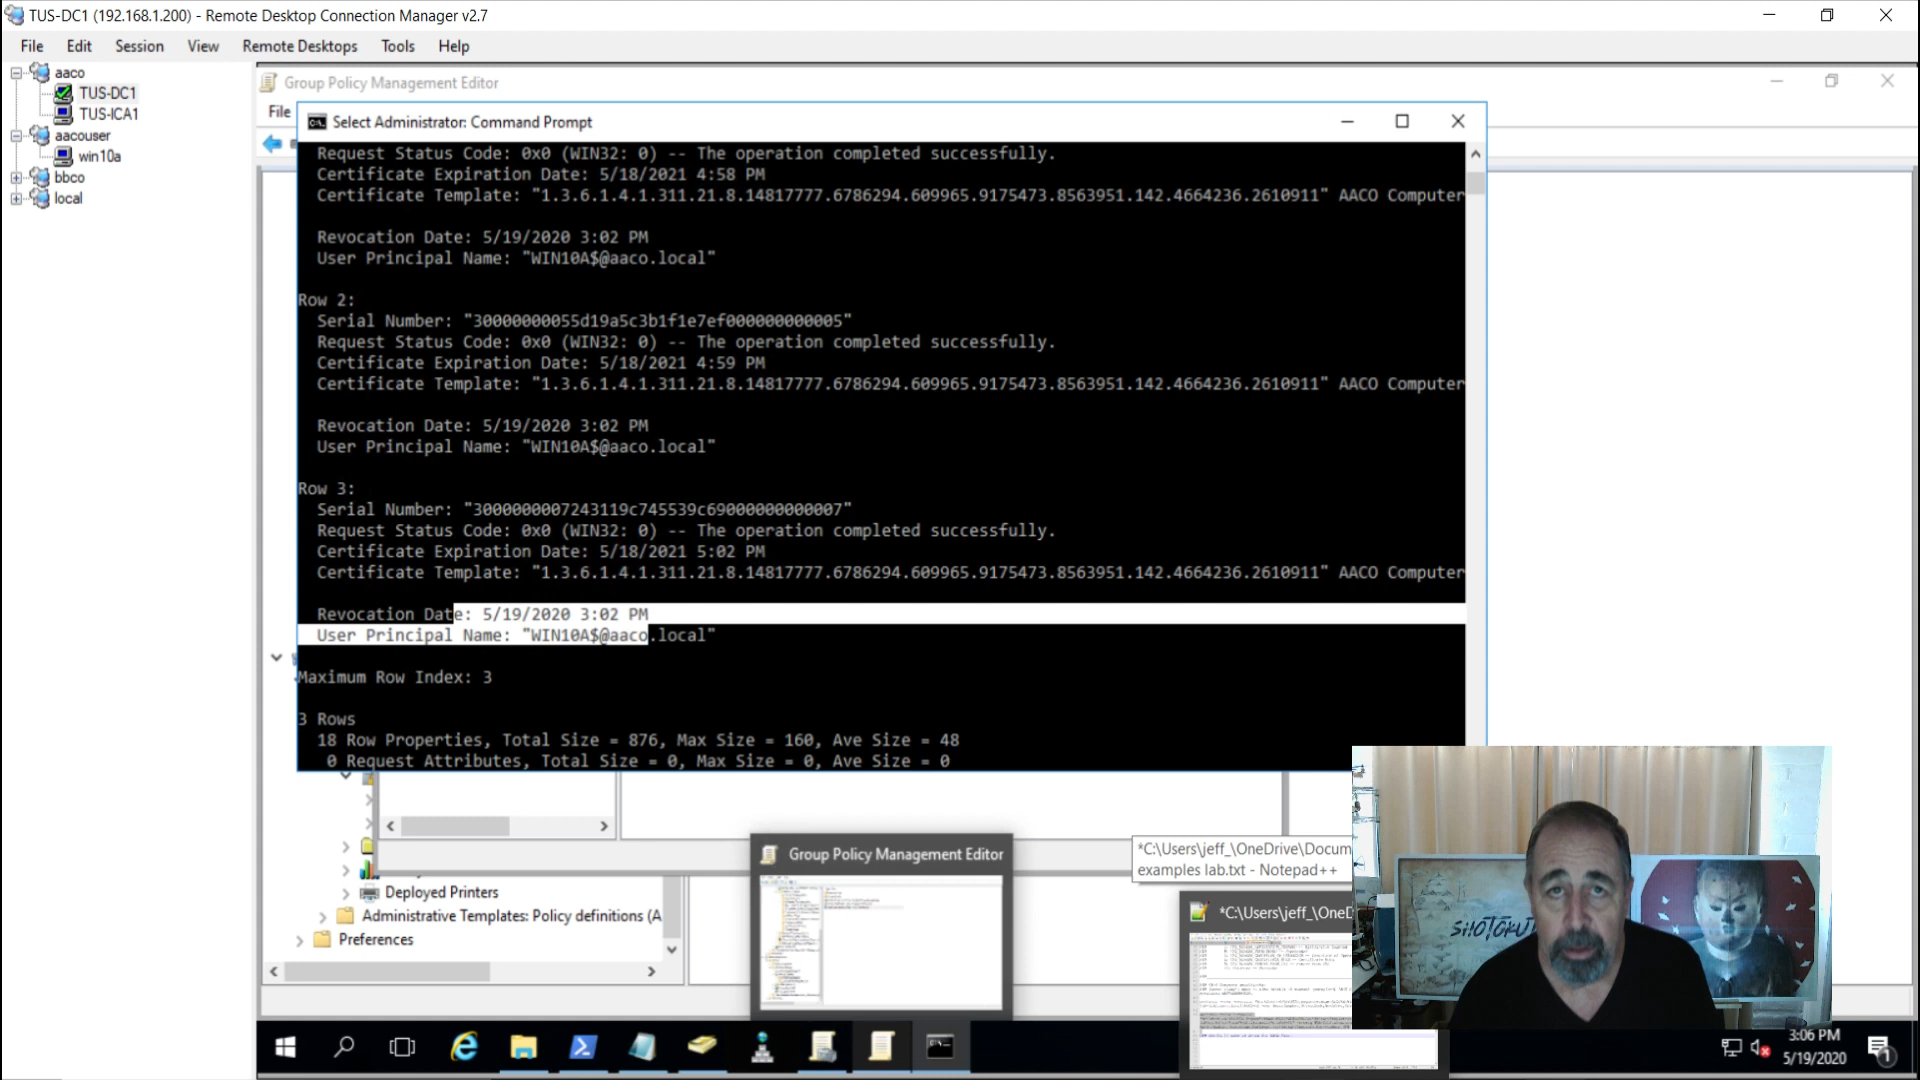 TUS-DC1 (192.168.1.200) - Remote Desktop Connection Manager v2.7
File Edit Session View Remote Desktops Tools Help
aaco
TUS-DC1
TUS-ICA1
aacouser
win10a
bbco
local
Group Policy Management Editor
File
Select Administrator: Command Prompt
Request Status Code: 0x0 (WIN32: 0) -- The operation completed successfully.
Certificate Expiration Date: 5/18/2021 4:58 PM
Certificate Template: "1.3.6.1.4.1.311.21.8.14817777.6786294.609965.9175473.8563951.142.4664236.2610911" AACO Computer
Revocation Date: 5/19/2020 3:02 PM
User Principal Name: "WIN10A$@aaco.local"
Row 2:
Serial Number: "30000000055d19a5c3b1f1e7ef000000000005"
Request Status Code: 0x0 (WIN32: 0) -- The operation completed successfully.
Certificate Expiration Date: 5/18/2021 4:59 PM
Certificate Template: "1.3.6.1.4.1.311.21.8.14817777.6786294.609965.9175473.8563951.142.4664236.2610911" AACO Computer
Revocation Date: 5/19/2020 3:02 PM
User Principal Name: "WIN10A$@aaco.local"
Row 3:
Serial Number: "3000000007243119c745539c69000000000007"
Request Status Code: 0x0 (WIN32: 0) -- The operation completed successfully.
Certificate Expiration Date: 5/18/2021 5:02 PM
Certificate Template: "1.3.6.1.4.1.311.21.8.14817777.6786294.609965.9175473.8563951.142.4664236.2610911" AACO Computer
Revocation Date: 5/19/2020 3:02 PM
User Principal Name: "WIN10A$@aaco.local"
Maximum Row Index: 3
3 Rows
18 Row Properties, Total Size = 876, Max Size = 160, Ave Size = 48
0 Request Attributes, Total Size = 0, Max Size = 0, Ave Size = 0
Deployed Printers
Administrative Templates: Policy definitions (A
Preferences
Group Policy Management Editor
*C:\Users\jeff_\OneDrive\Docum
examples lab.txt - Notepad++
*C:\Users\jeff_\OneD
SHOTOKU
3:06 PM
5/19/2020
1